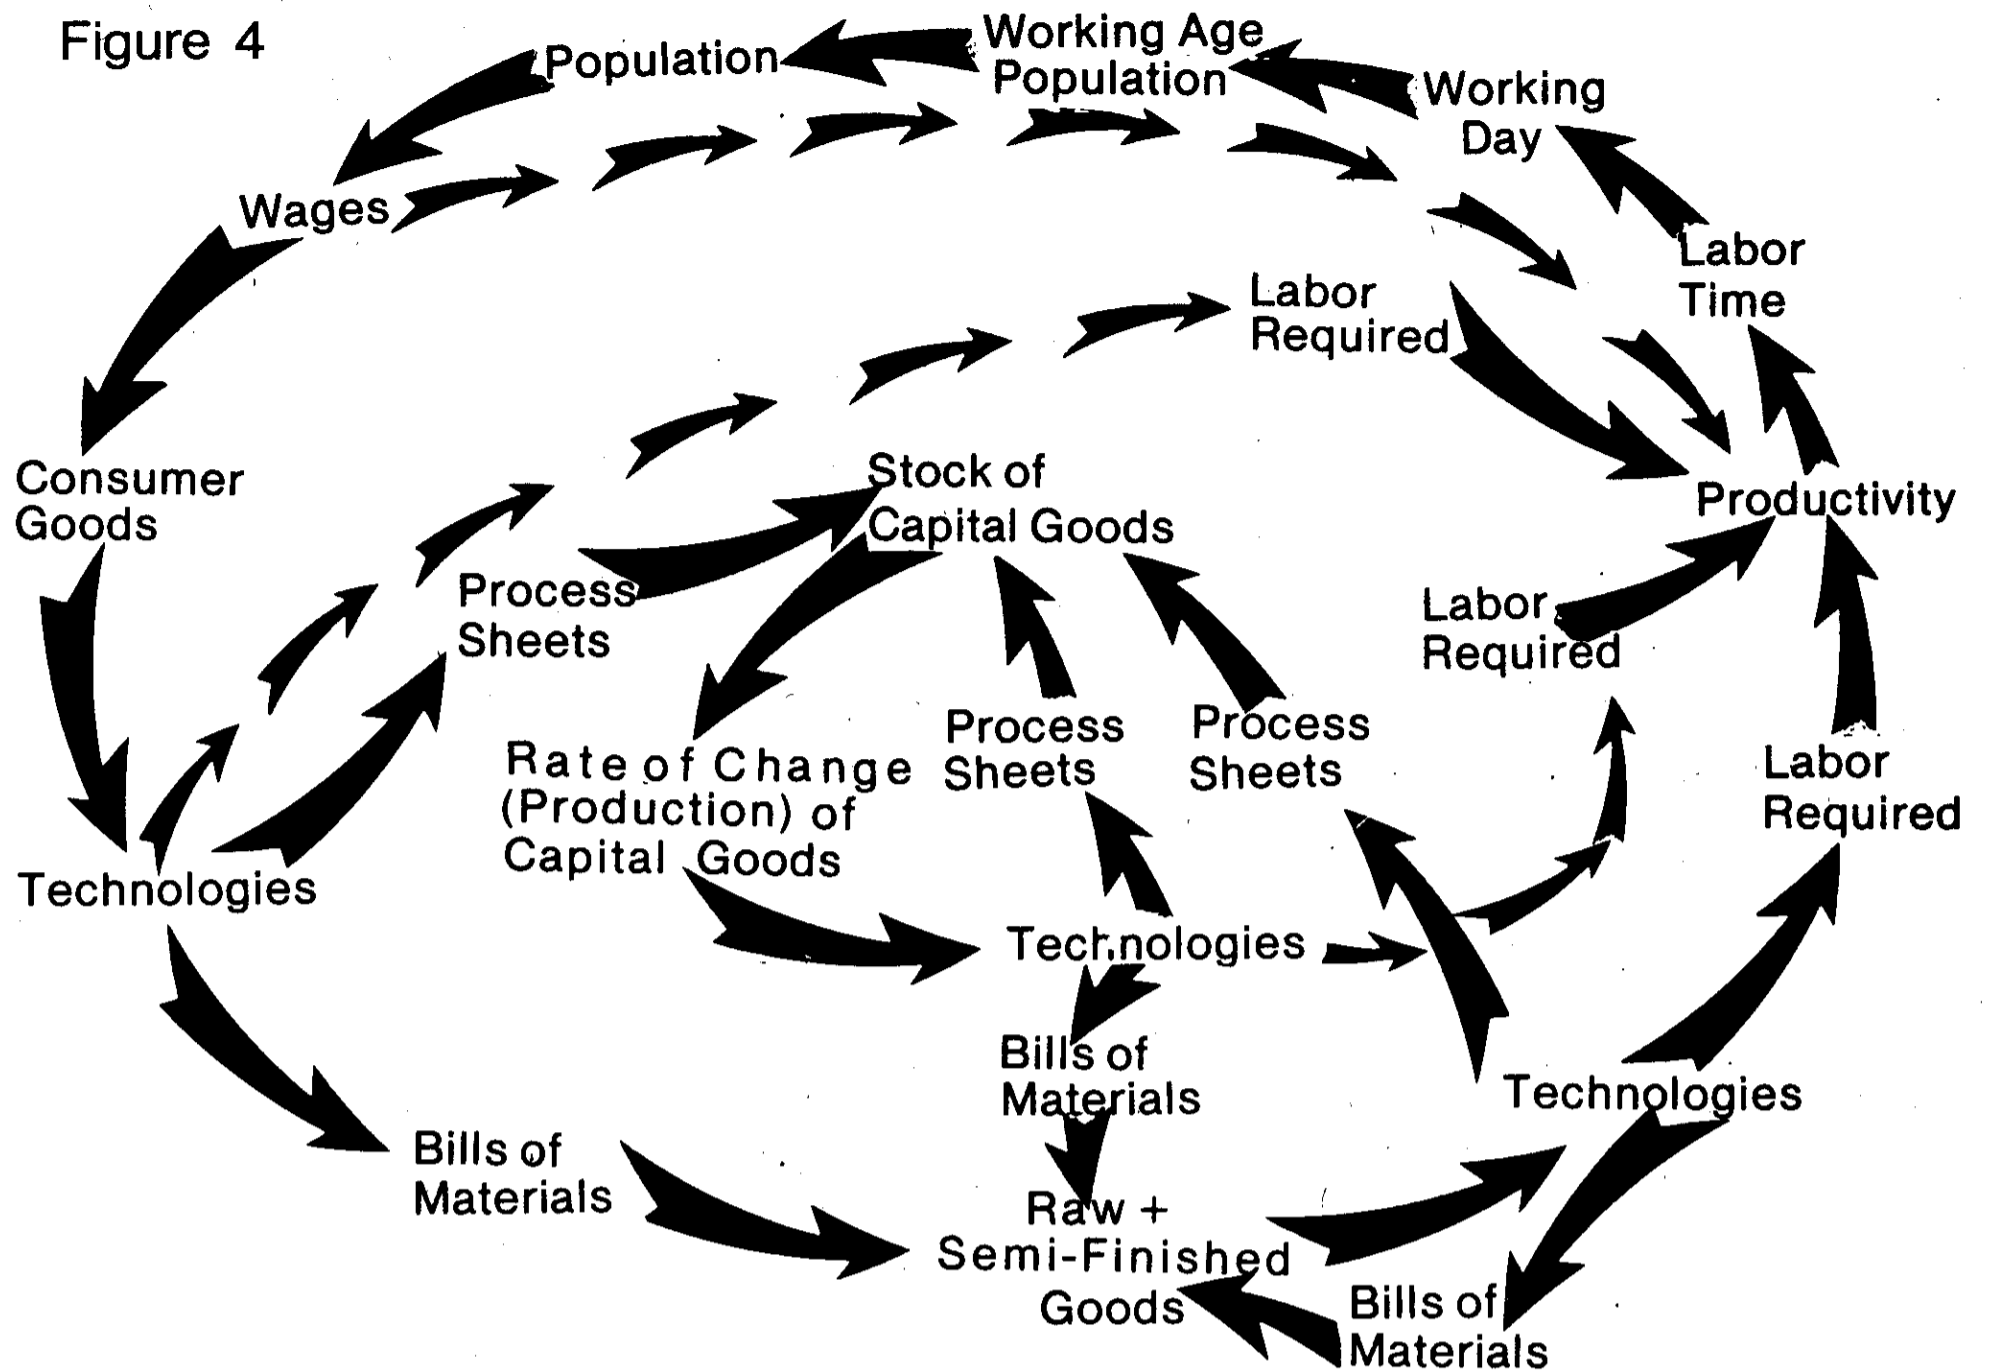 Figure 4
Population
Working Age
Population
Working
Day
Wages
Labor
Time
Labor
Required
Consumer
Goods
Stock of
Capital Goods
Productivity
Process
Sheets
Labor
Required
Process
Sheets
Process
Sheets
Rate of Change
(Production) of
Capital Goods
Labor
Required
Technologies
Technologies
Bills of
Materials
Technologies
Bills of
Materials
Raw +
Semi-Finished
Goods
Bills of
Materials